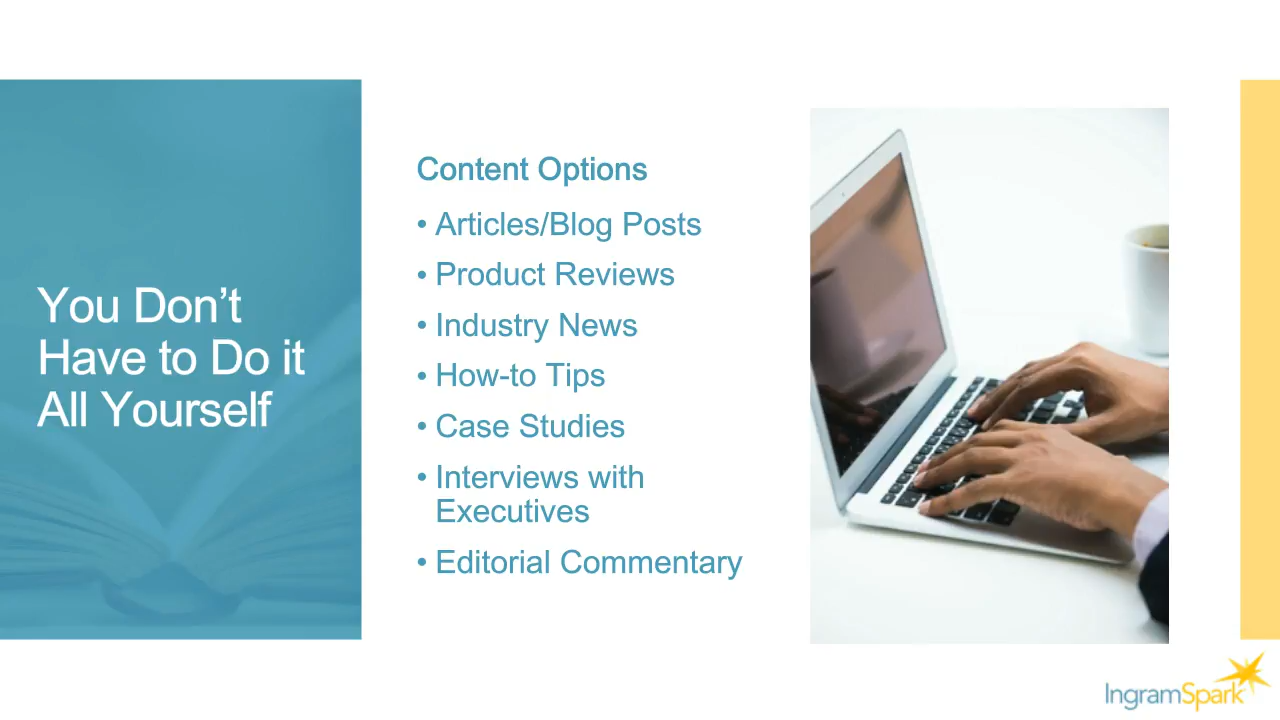 You Don’t
Have to Do it
All Yourself
Content Options
• Articles/Blog Posts
• Product Reviews
• Industry News
• How-to Tips
• Case Studies
• Interviews with
Executives
• Editorial Commentary
IngramSpark